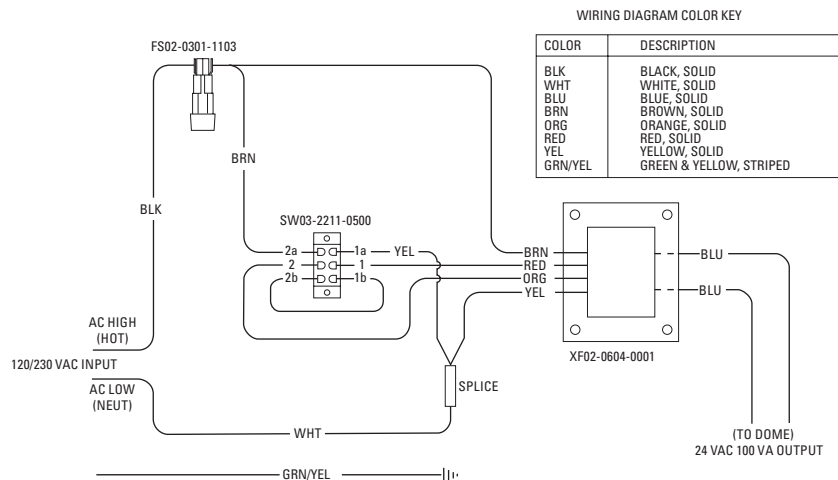 WIRING DIAGRAM COLOR KEY
COLOR DESCRIPTION
BLK BLACK, SOLID
WHT WHITE, SOLID
BLU BLUE, SOLID
BRN BROWN, SOLID
ORG ORANGE, SOLID
RED RED, SOLID
YEL YELLOW, SOLID
GRN/YEL GREEN & YELLOW, STRIPED
FS02-0301-1103
BRN
BLK
SW03-2211-0500
2a 1a YEL
2 1
2b 1b
BRN
RED
ORG
YEL
BLU
BLU
XF02-0604-0001
AC HIGH
(HOT)
120/230 VAC INPUT
AC LOW
(NEUT)
SPLICE
WHT
(TO DOME)
24 VAC 100 VA OUTPUT
GRN/YEL